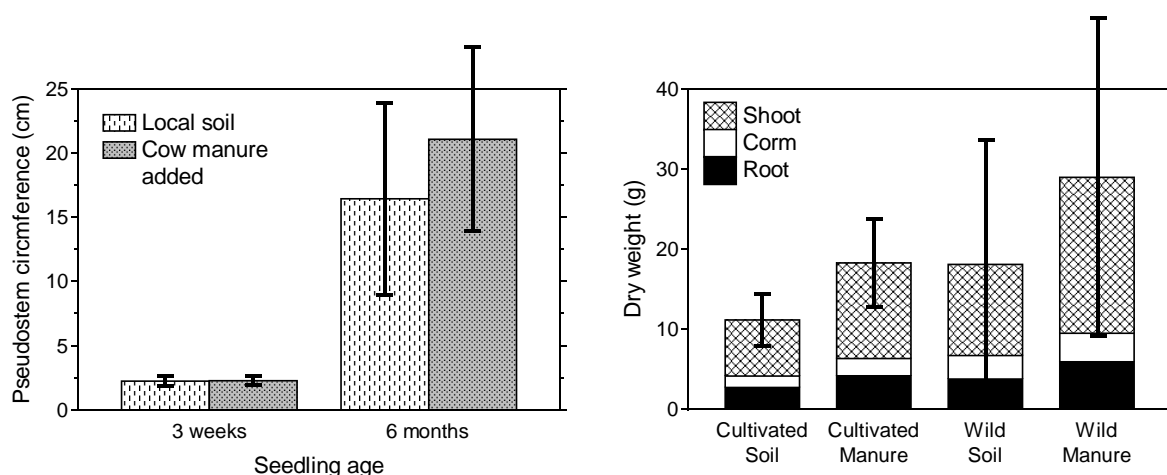 Pseudostem circmference (cm)
25
20
15
10
5
0
Local soil
Cow manure
added
3 weeks
6 months
Seedling age
Dry weight (g)
40
30
20
10
0
Shoot
Corm
Root
Cultivated
Soil
Cultivated
Manure
Wild
Soil
Wild
Manure